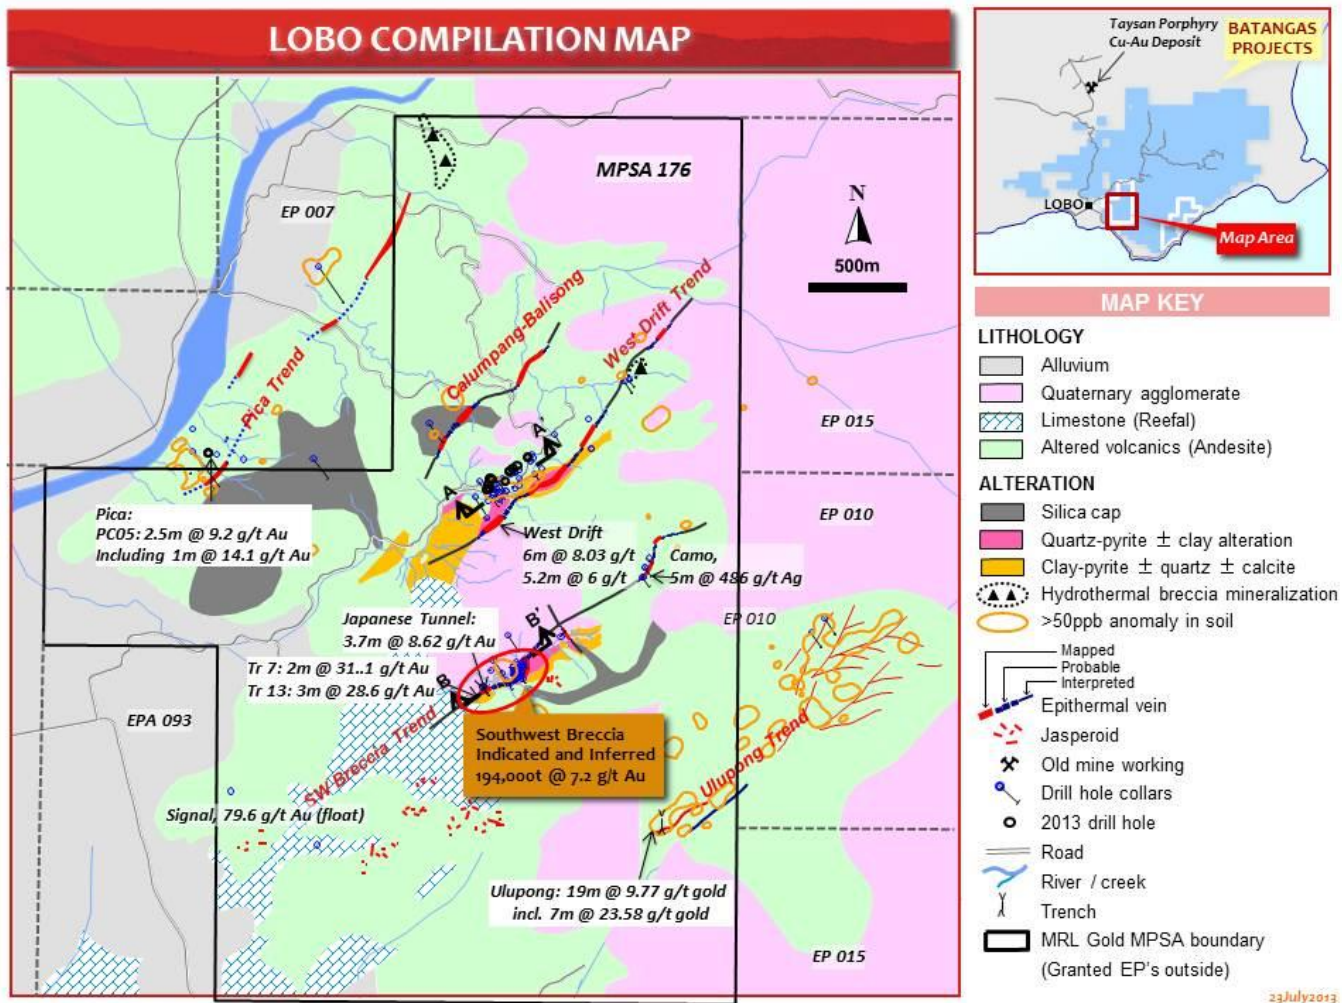 LOBO COMPILATION MAP
MPSA 176
EP 007
N
500m
Pica Trend
Calumpang-Balisong
West Drift Trend
EP 015
A'
A
EP 010
Pica:
PC05: 2.5m @ 9.2 g/t Au
Including 1m @ 14.1 g/t Au
West Drift
6m @ 8.03 g/t
5.2m @ 6 g/t
Camo,
5m @ 486 g/t Ag
EP 010
Japanese Tunnel:
3.7m @ 8.62 g/t Au
B'
Tr 7: 2m @ 31..1 g/t Au
Tr 13: 3m @ 28.6 g/t Au
B
EPA 093
SW Breccia Trend
Southwest Breccia
Indicated and Inferred
194,000t @ 7.2 g/t Au
Ulupong Trend
Signal, 79.6 g/t Au (float)
Ulupong: 19m @ 9.77 g/t gold
incl. 7m @ 23.58 g/t gold
EP 015
Taysan Porphyry
Cu-Au Deposit
BATANGAS
PROJECTS
LOBO
Map Area
MAP KEY
LITHOLOGY
Alluvium
Quaternary agglomerate
Limestone (Reefal)
Altered volcanics (Andesite)
ALTERATION
Silica cap
Quartz-pyrite ± clay alteration
Clay-pyrite ± quartz ± calcite
Hydrothermal breccia mineralization
>50ppb anomaly in soil
Mapped
Probable
Interpreted
Epithermal vein
Jasperoid
Old mine working
Drill hole collars
2013 drill hole
Road
River / creek
Trench
MRL Gold MPSA boundary
(Granted EP's outside)
23July2013